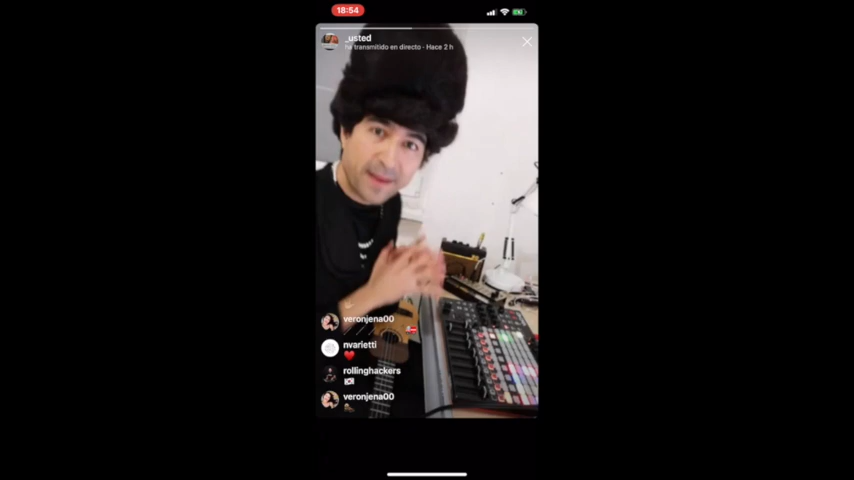 18:54
_usted
ha transmitido en directo · Hace 2 h
veronjena00
nvarietti
❤️
rollinghackers
🇰🇷
veronjena00